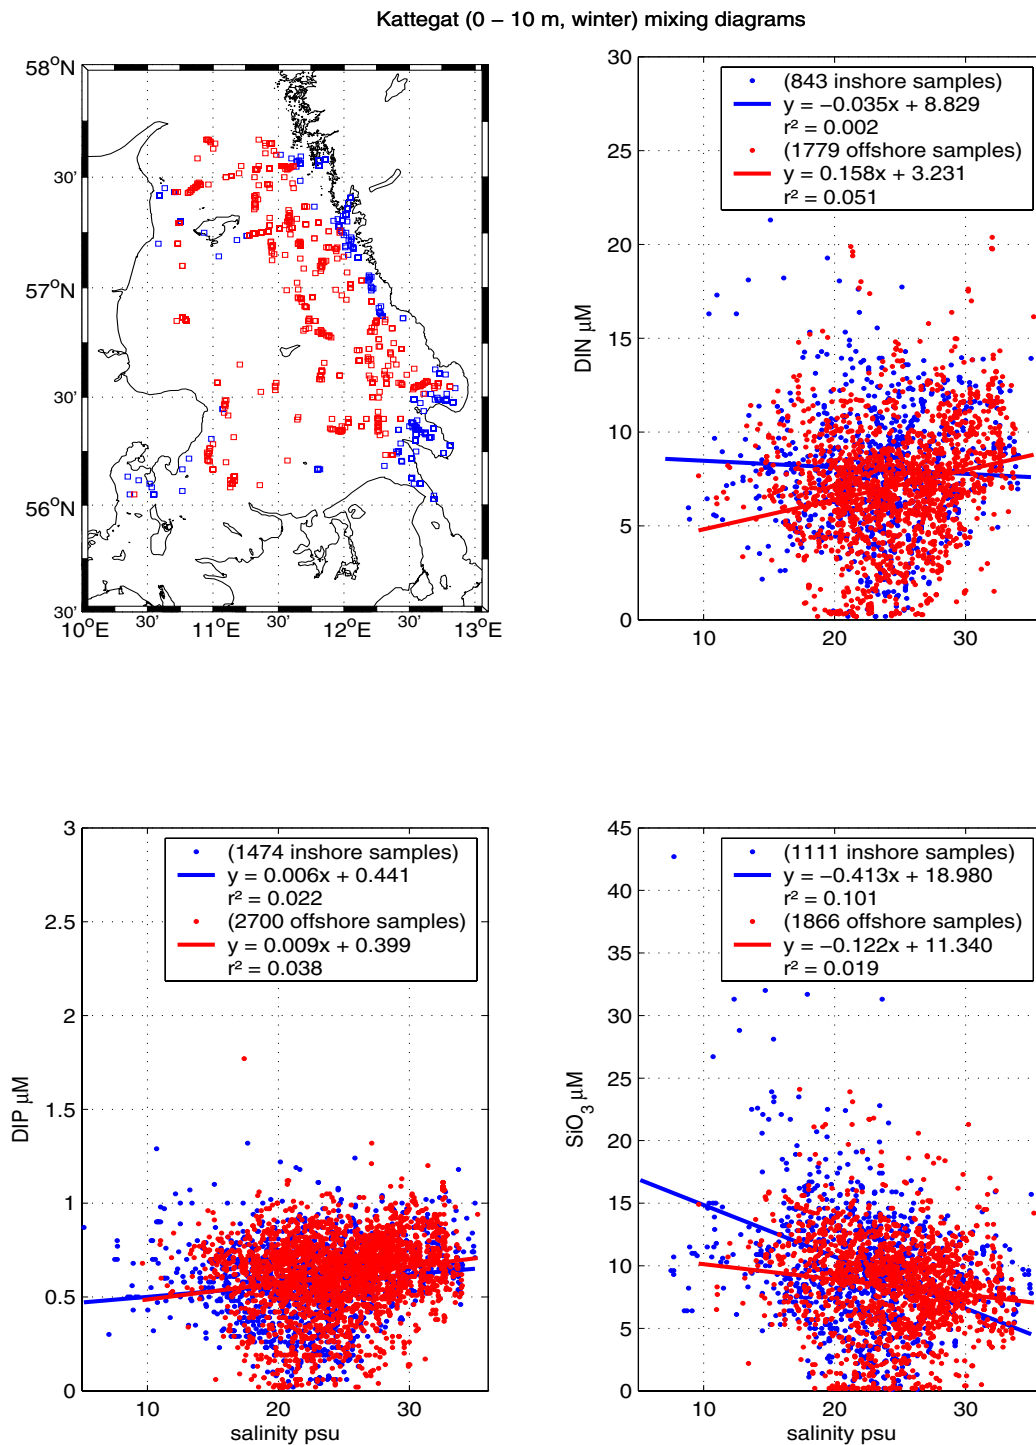 Kattegat (0 − 10 m, winter) mixing diagrams
58°N
30'
57°N
30'
56°N
30'
10°E
30'
11°E
30'
12°E
30'
13°E
30
25
20
15
10
5
0
DIN μM
10
20
30
salinity psu
(843 inshore samples)
y = −0.035x + 8.829
r² = 0.002
(1779 offshore samples)
y = 0.158x + 3.231
r² = 0.051
3
2.5
2
1.5
1
0.5
0
DIP μM
10
20
30
salinity psu
(1474 inshore samples)
y = 0.006x + 0.441
r² = 0.022
(2700 offshore samples)
y = 0.009x + 0.399
r² = 0.038
45
40
35
30
25
20
15
10
5
0
SiO₃ μM
10
20
30
salinity psu
(1111 inshore samples)
y = −0.413x + 18.980
r² = 0.101
(1866 offshore samples)
y = −0.122x + 11.340
r² = 0.019